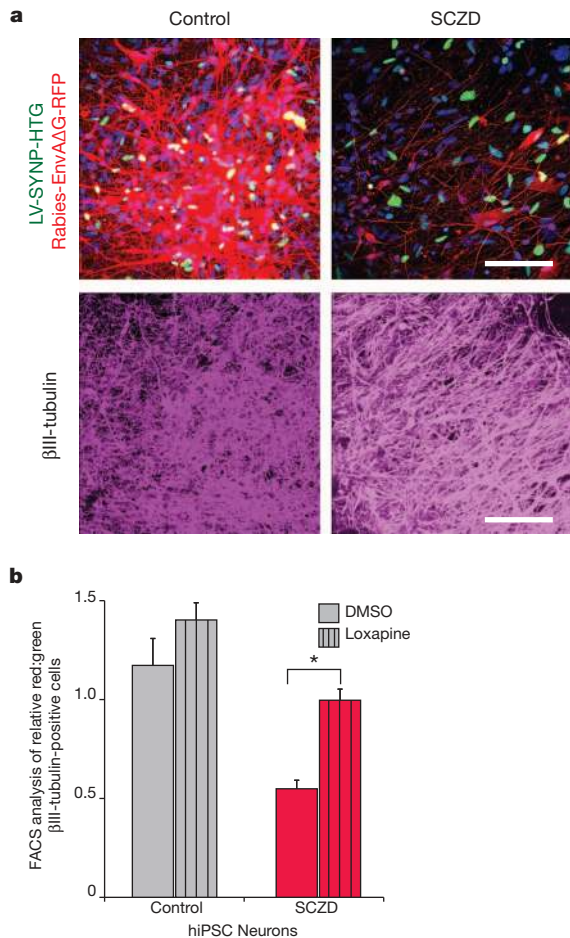 a
Control
SCZD
LV-SYNP-HTG
Rabies-EnvAΔG-RFP
βIII-tubulin
b
FACS analysis of relative red:green
βIII-tubulin-positive cells
1.5
1.0
0.5
0
DMSO
Loxapine
*
Control
SCZD
hiPSC Neurons